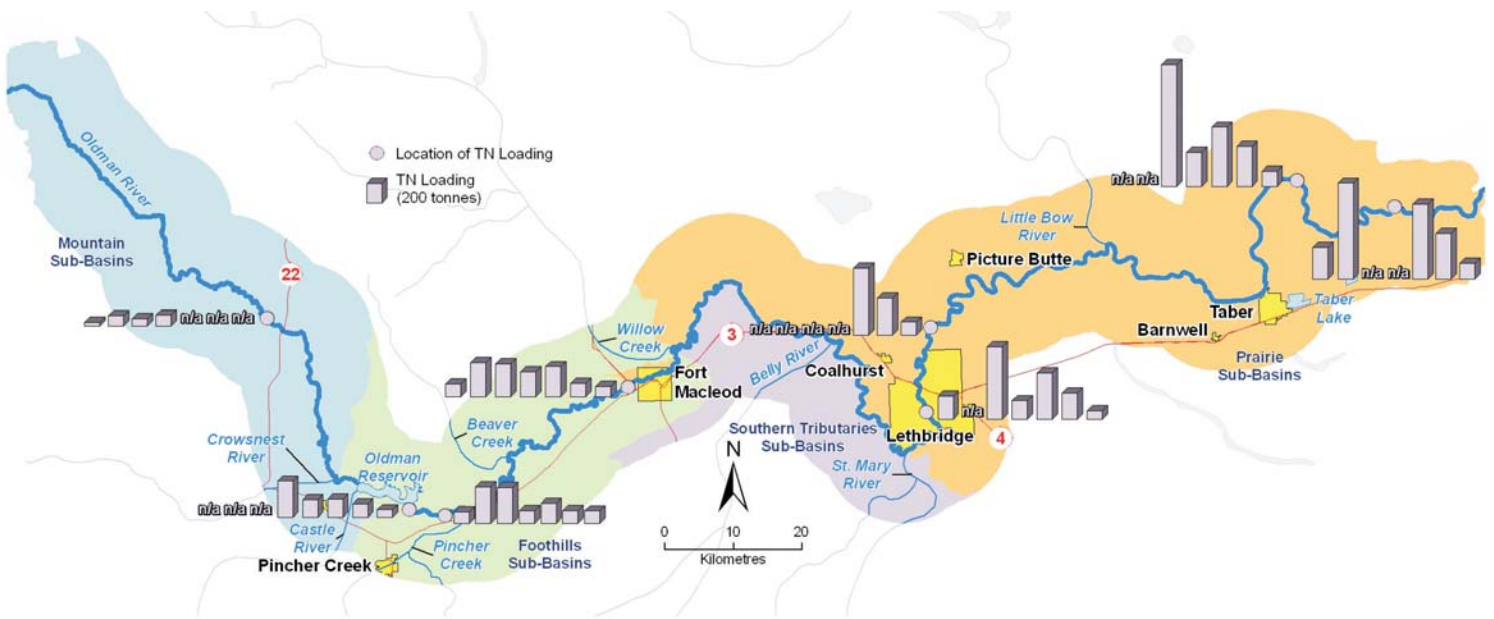 Oldman River
Location of TN Loading
TN Loading
(200 tonnes)
Mountain
Sub-Basins
22
n/a n/a n/a
n/a n/a
Little Bow
River
Picture Butte
n/a n/a
Taber
Taber
Lake
Barnwell
Prairie
Sub-Basins
Willow
Creek
3
n/a n/a n/a n/a
Belly River
Coalhurst
Fort
Macleod
n/a
Lethbridge
4
Beaver
Creek
Southern Tributaries
Sub-Basins
St. Mary
River
Crowsnest
River
Oldman
Reservoir
N
n/a n/a n/a
Castle
River
Pincher
Creek
Pincher Creek
Foothills
Sub-Basins
0 10 20
Kilometres